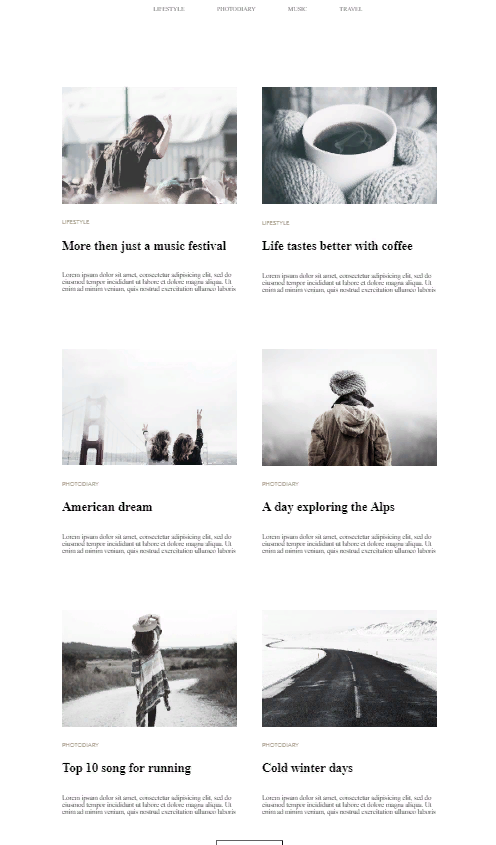 LIFESTYLE PHOTODIARY MUSIC TRAVEL
LIFESTYLE
More then just a music festival
Lorem ipsum dolor sit amet, consectetur adipisicing elit, sed do
eiusmod tempor incididunt ut labore et dolore magna aliqua. Ut
enim ad minim veniam, quis nostrud exercitation ullamco laboris
LIFESTYLE
Life tastes better with coffee
Lorem ipsum dolor sit amet, consectetur adipisicing elit, sed do
eiusmod tempor incididunt ut labore et dolore magna aliqua. Ut
enim ad minim veniam, quis nostrud exercitation ullamco laboris
PHOTODIARY
American dream
Lorem ipsum dolor sit amet, consectetur adipisicing elit, sed do
eiusmod tempor incididunt ut labore et dolore magna aliqua. Ut
enim ad minim veniam, quis nostrud exercitation ullamco laboris
PHOTODIARY
A day exploring the Alps
Lorem ipsum dolor sit amet, consectetur adipisicing elit, sed do
eiusmod tempor incididunt ut labore et dolore magna aliqua. Ut
enim ad minim veniam, quis nostrud exercitation ullamco laboris
PHOTODIARY
Top 10 song for running
Lorem ipsum dolor sit amet, consectetur adipisicing elit, sed do
eiusmod tempor incididunt ut labore et dolore magna aliqua. Ut
enim ad minim veniam, quis nostrud exercitation ullamco laboris
PHOTODIARY
Cold winter days
Lorem ipsum dolor sit amet, consectetur adipisicing elit, sed do
eiusmod tempor incididunt ut labore et dolore magna aliqua. Ut
enim ad minim veniam, quis nostrud exercitation ullamco laboris